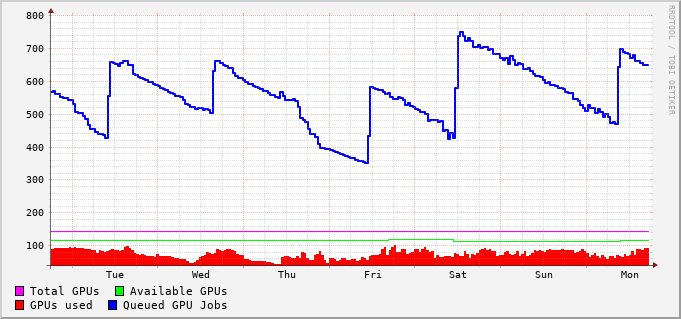 800
700
600
500
400
300
200
100
Tue Wed Thu Fri Sat Sun Mon
Total GPUs Available GPUs
GPUs used Queued GPU Jobs
RRDTOOL / TOBI OETIKER